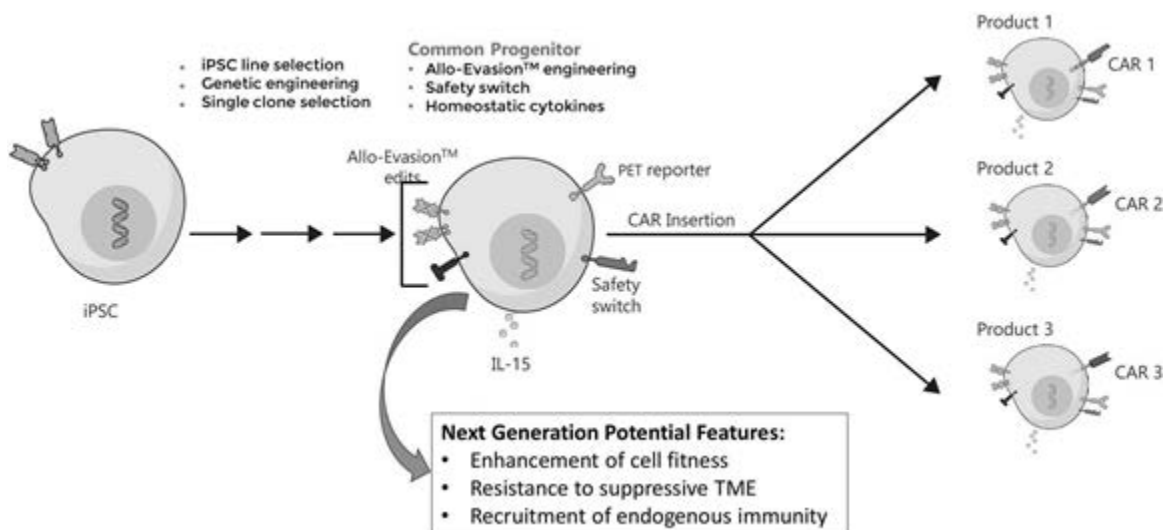 • iPSC line selection
• Genetic engineering
• Single clone selection
Common Progenitor
• Allo-Evasion™ engineering
• Safety switch
• Homeostatic cytokines
iPSC
Allo-Evasion™
edits
PET reporter
Safety
switch
IL-15
CAR Insertion
Product 1
CAR 1
Product 2
CAR 2
Product 3
CAR 3
Next Generation Potential Features:
• Enhancement of cell fitness
• Resistance to suppressive TME
• Recruitment of endogenous immunity